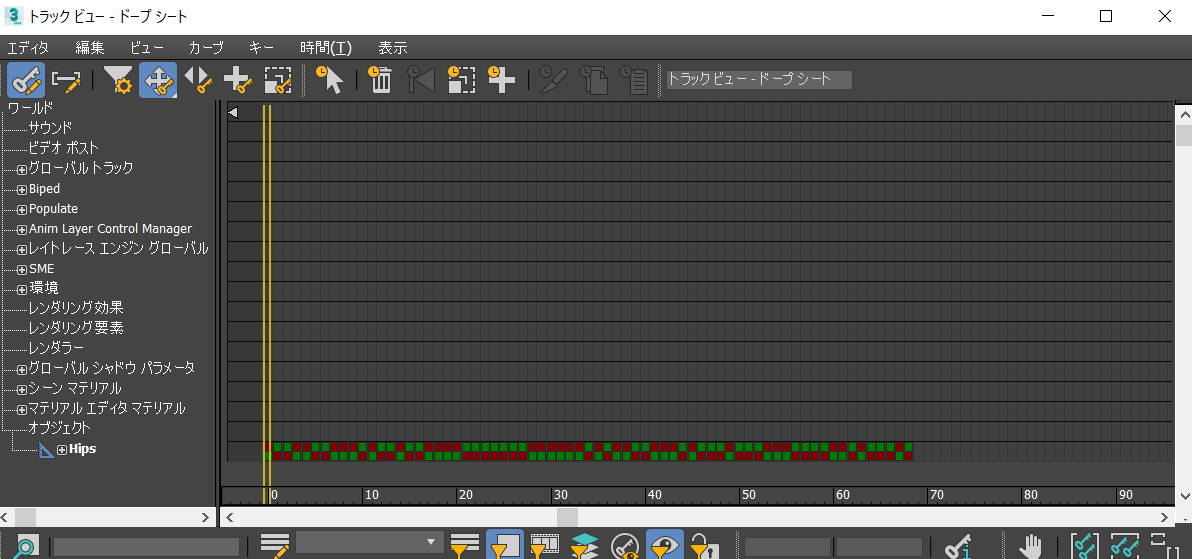 3
トラック ビュー - ドープ シート
エディタ 編集 ビュー カーブ キー 時間(T) 表示
トラック ビュー - ドープ シート
ワールド
サウンド
ビデオ ポスト
グローバル トラック
Biped
Populate
Anim Layer Control Manager
レイトレース エンジン グローバル
SME
環境
レンダリング効果
レンダリング要素
レンダラー
グローバル シャドウ パラメータ
シーン マテリアル
マテリアル エディタ マテリアル
オブジェクト
Hips
0 10 20 30 40 50 60 70 80 90